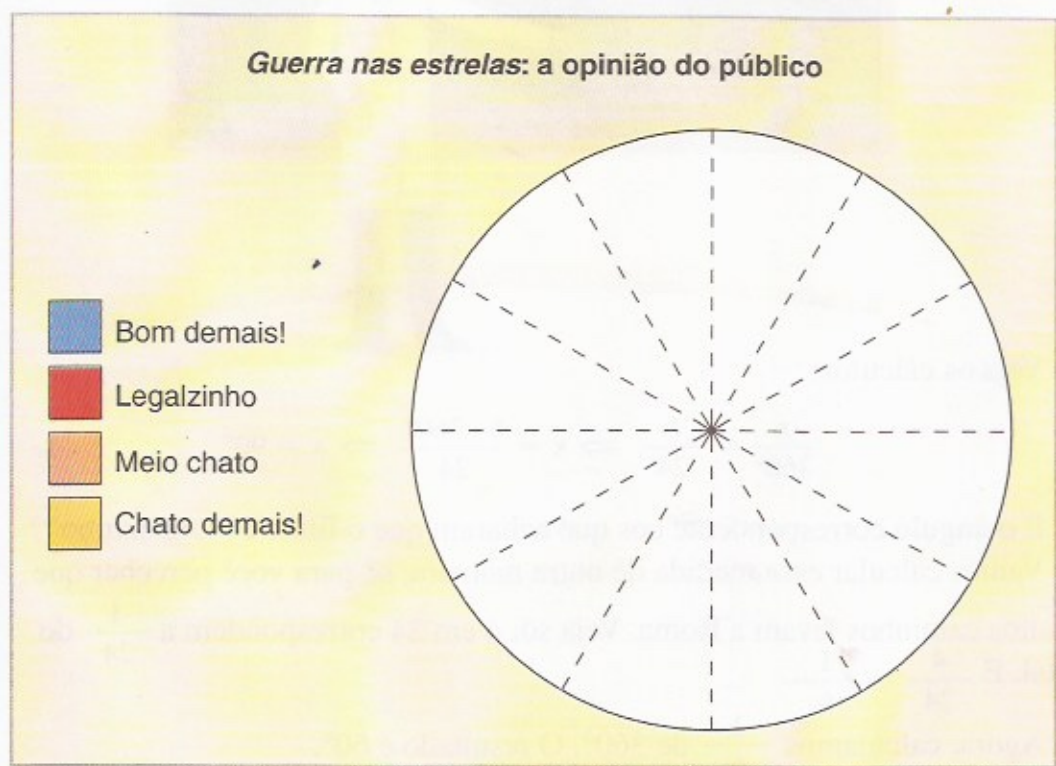 Guerra nas estrelas: a opinião do público
Bom demais!
Legalzinho
Meio chato
Chato demais!